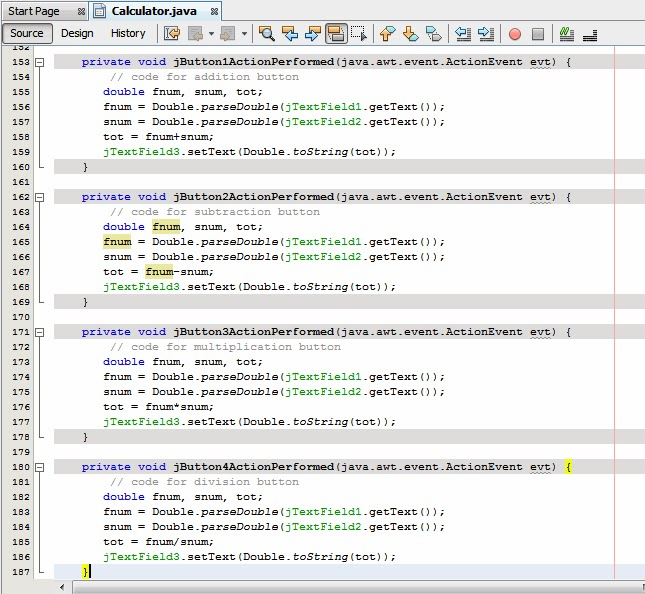 Start Page Calculator.java
Source Design History
152
153 private void jButton1ActionPerformed(java.awt.event.ActionEvent evt) {
154 // code for addition button
155 double fnum, snum, tot;
156 fnum = Double.parseDouble(jTextField1.getText());
157 snum = Double.parseDouble(jTextField2.getText());
158 tot = fnum+snum;
159 jTextField3.setText(Double.toString(tot));
160 }
161
162 private void jButton2ActionPerformed(java.awt.event.ActionEvent evt) {
163 // code for subtraction button
164 double fnum, snum, tot;
165 fnum = Double.parseDouble(jTextField1.getText());
166 snum = Double.parseDouble(jTextField2.getText());
167 tot = fnum-snum;
168 jTextField3.setText(Double.toString(tot));
169 }
170
171 private void jButton3ActionPerformed(java.awt.event.ActionEvent evt) {
172 // code for multiplication button
173 double fnum, snum, tot;
174 fnum = Double.parseDouble(jTextField1.getText());
175 snum = Double.parseDouble(jTextField2.getText());
176 tot = fnum*snum;
177 jTextField3.setText(Double.toString(tot));
178 }
179
180 private void jButton4ActionPerformed(java.awt.event.ActionEvent evt) {
181 // code for division button
182 double fnum, snum, tot;
183 fnum = Double.parseDouble(jTextField1.getText());
184 snum = Double.parseDouble(jTextField2.getText());
185 tot = fnum/snum;
186 jTextField3.setText(Double.toString(tot));
187 }